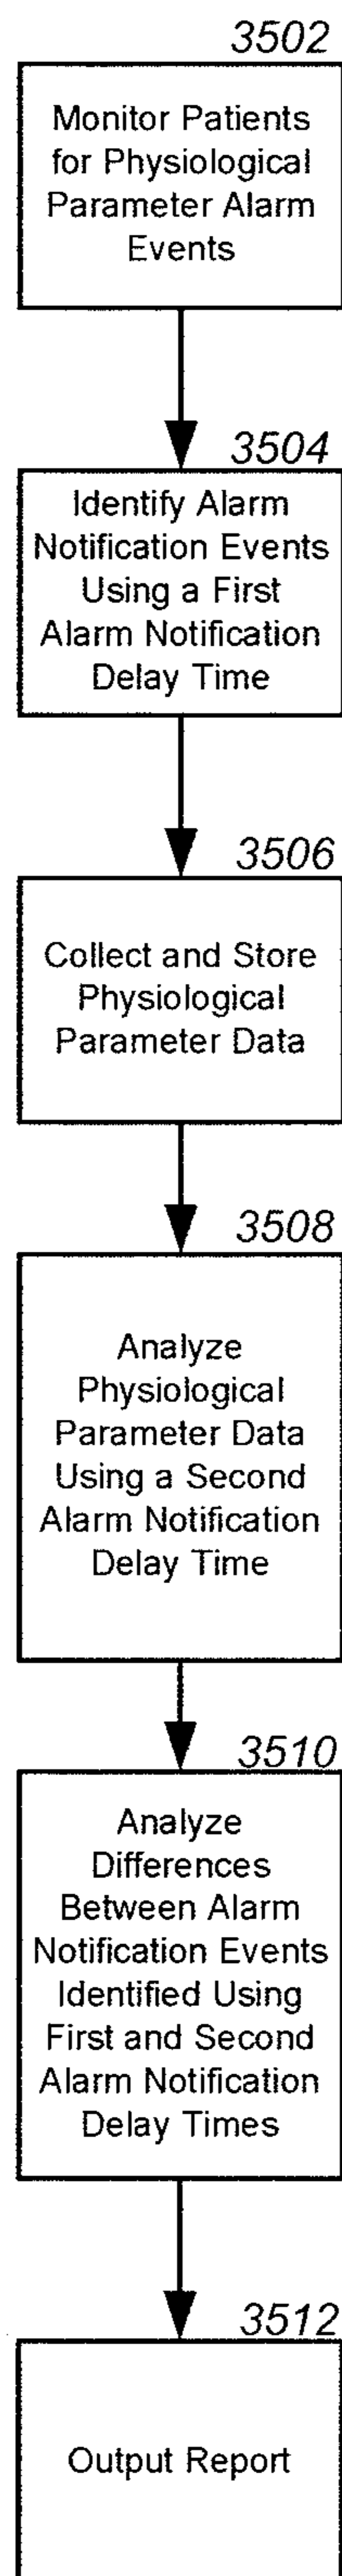 3502
Monitor Patients
for Physiological
Parameter Alarm
Events
3504
Identify Alarm
Notification Events
Using a First
Alarm Notification
Delay Time
3506
Collect and Store
Physiological
Parameter Data
3508
Analyze
Physiological
Parameter Data
Using a Second
Alarm Notification
Delay Time
3510
Analyze
Differences
Between Alarm
Notification Events
Identified Using
First and Second
Alarm Notification
Delay Times
3512
Output Report